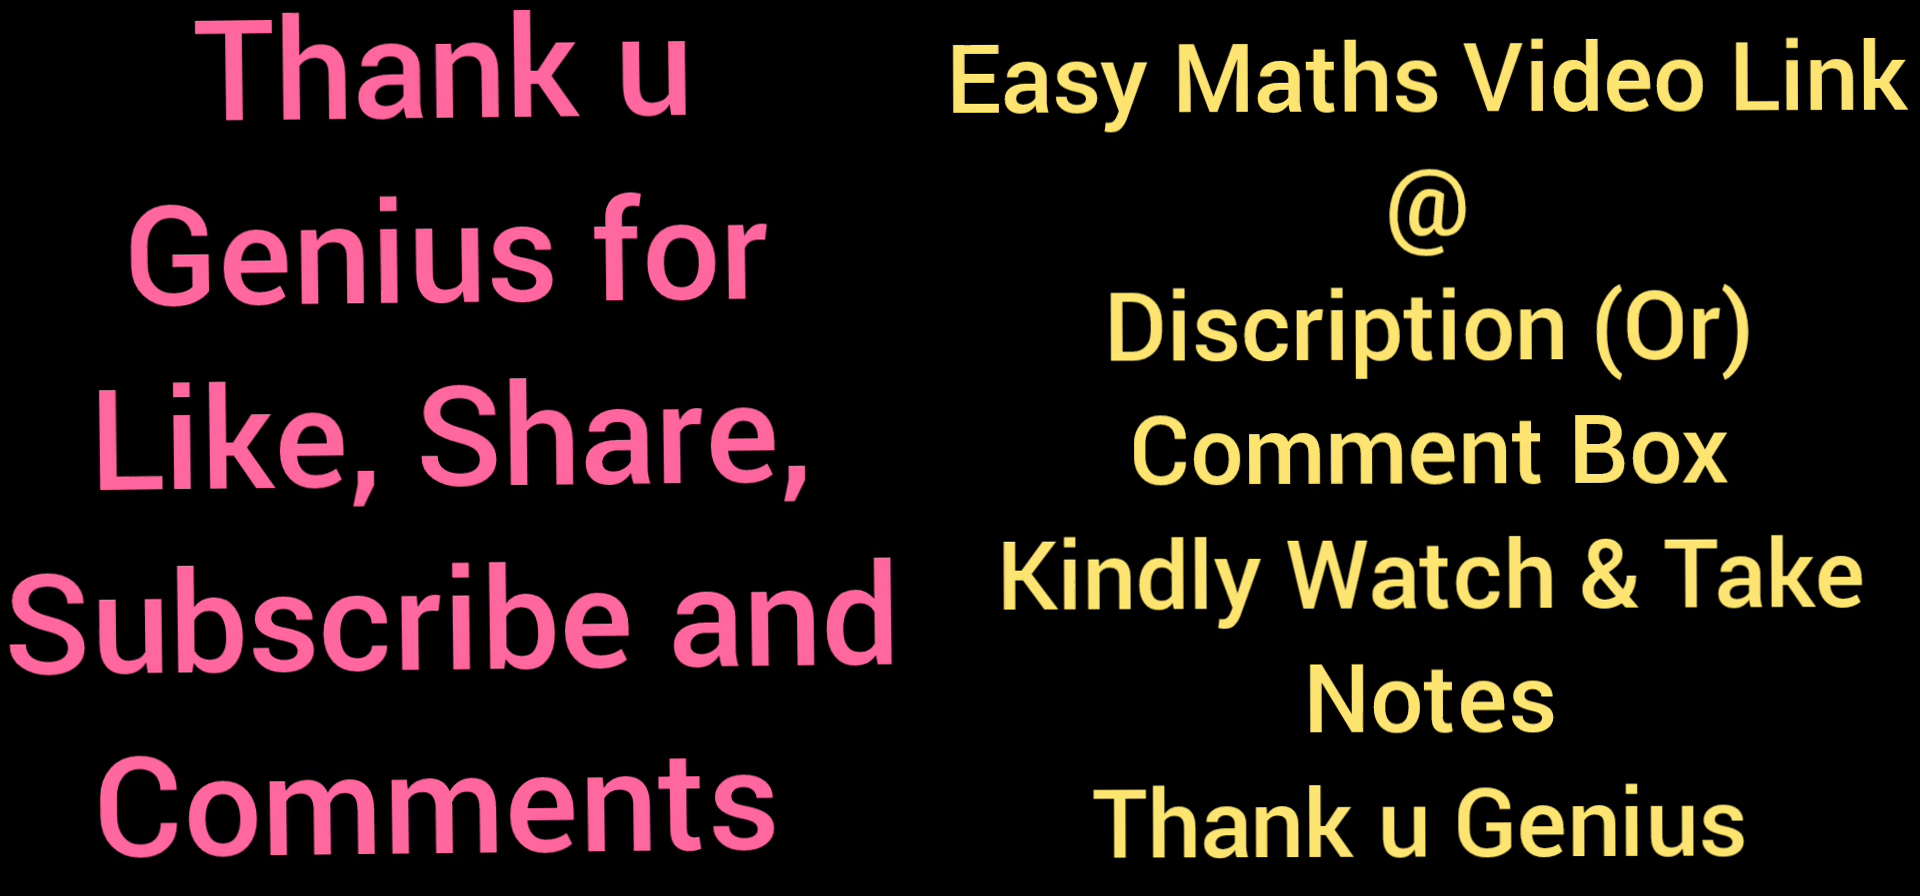 Thank u
Genius for
Like, Share,
Subscribe and
Comments
Easy Maths Video Link
@
Discription (Or)
Comment Box
Kindly Watch & Take
Notes
Thank u Genius